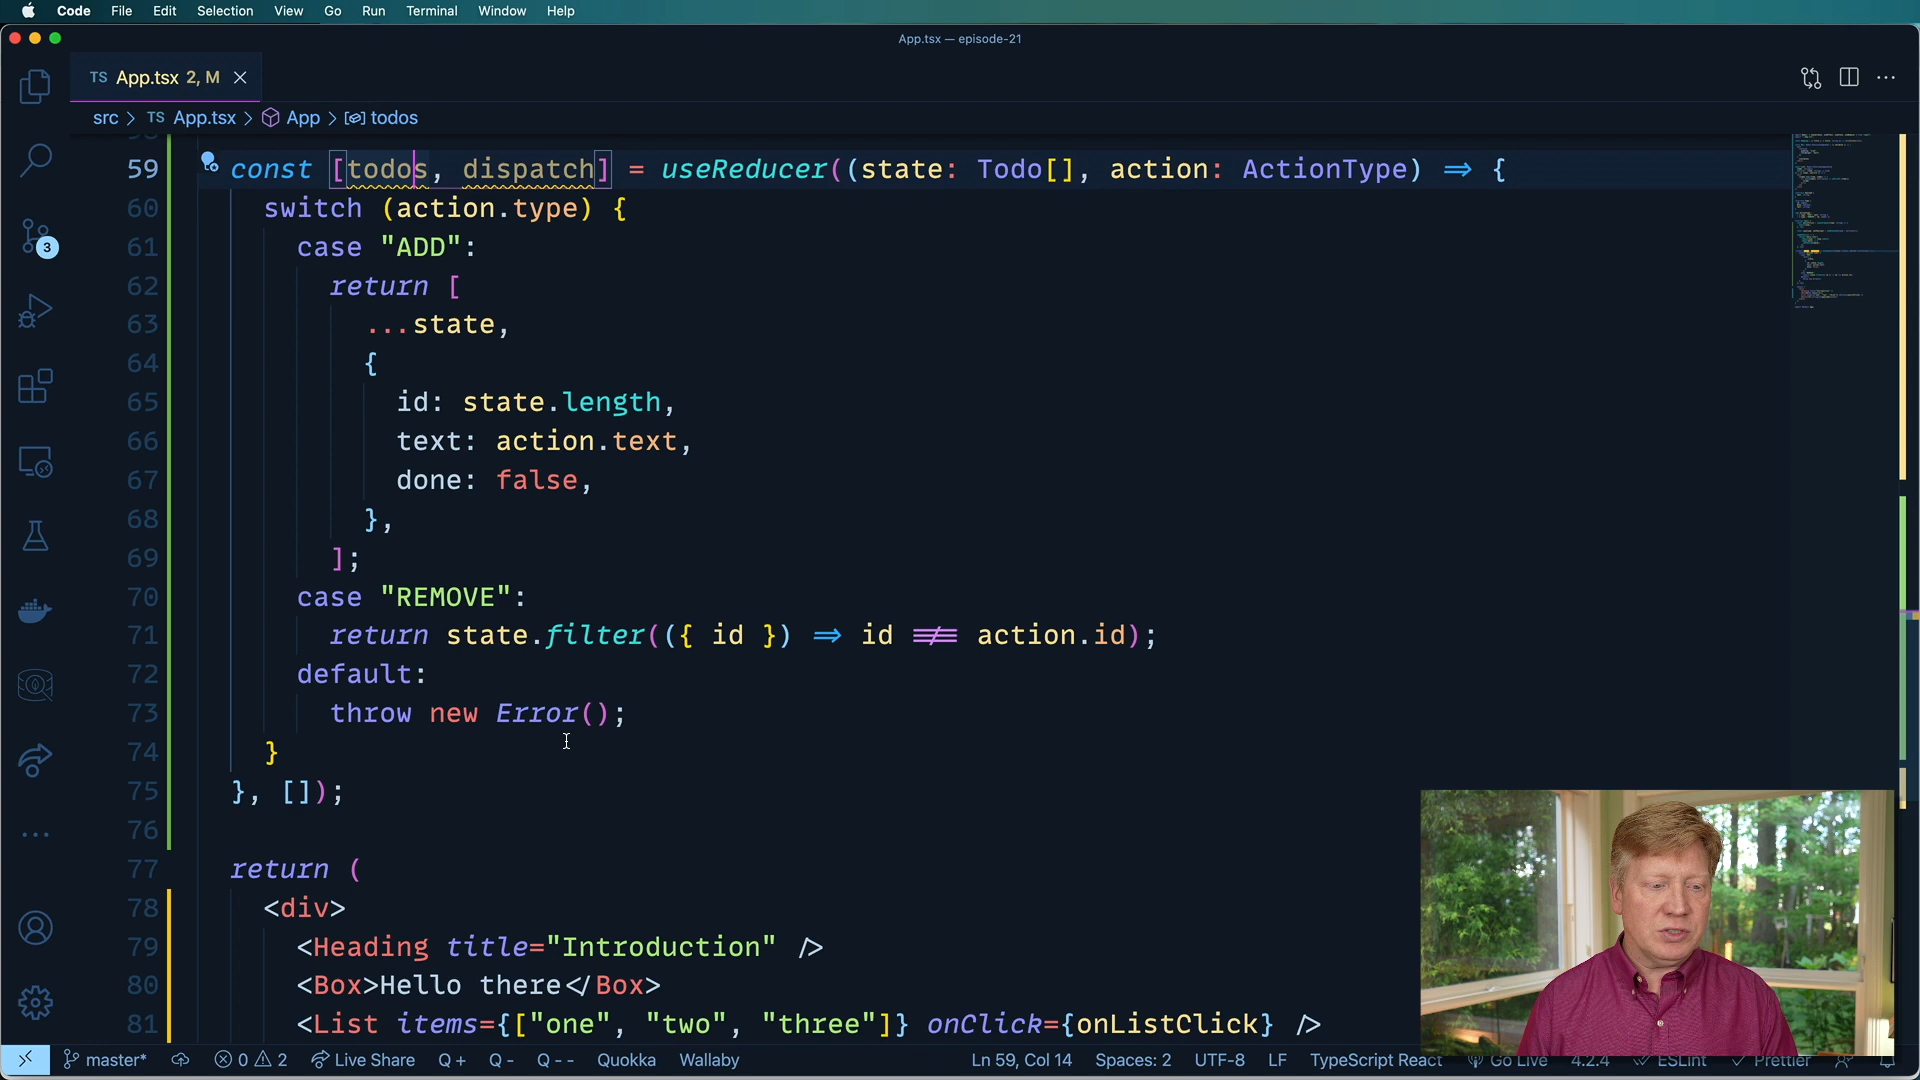 Code File Edit Selection View Go Run Terminal Window Help
App.tsx — episode-21
TS App.tsx 2, M
src > TS App.tsx > App > todos
59 const [todos, dispatch] = useReducer((state: Todo[], action: ActionType) => {
60 switch (action.type) {
61 case "ADD":
62 return [
63 ...state,
64 {
65 id: state.length,
66 text: action.text,
67 done: false,
68 },
69 ];
70 case "REMOVE":
71 return state.filter(({ id }) => id !== action.id);
72 default:
73 throw new Error();
74 }
75 }, []);
76
77 return (
78 <div>
79 <Heading title="Introduction" />
80 <Box>Hello there</Box>
81 <List items={["one", "two", "three"]} onClick={onListClick} />
3
master* 0 2 Live Share Q + Q - Q -- Quokka Wallaby Ln 59, Col 14 Spaces: 2 UTF-8 LF TypeScript React Go Live 4.2.4 ESLint Prettier